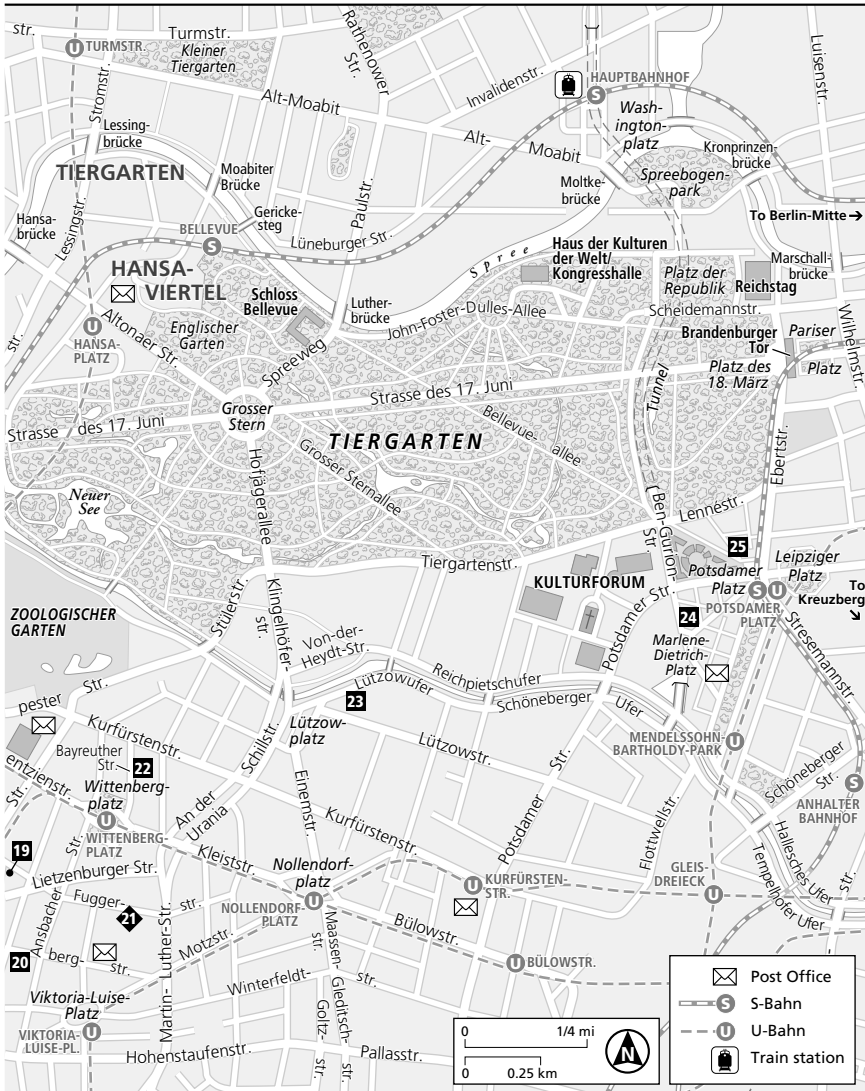 str.
Turmstr.
TURMSTR.
Kleiner
Tiergarten
Rathenower
Str.
Invalidenstr.
HAUPTBAHNHOF
Luisenstr.
Stromstr.
Alt-Moabit
Wash-
ington-
platz
Alt-
Moabit
Kronprinzen-
brücke
Lessing-
brücke
TIERGARTEN
Moabiter
Brücke
Paulstr.
Moltke-
brücke
Spreebogen-
park
To Berlin-Mitte →
Hansa-
brücke
Lessingstr.
Gericke-
steg
BELLEVUE
Lüneburger Str.
Spree
Haus der Kulturen
der Welt/
Kongresshalle
Platz der
Republik
Reichstag
Marschall-
brücke
HANSA-
VIERTEL
Schloss
Bellevue
Luther-
brücke
John-Foster-Dulles-Allee
Scheidemannstr.
str.
HANSA-
PLATZ
Altonaer Str.
Englischer
Garten
Spreeweg
Brandenburger
Tor
Pariser
Platz
Wilhelmstr.
Platz des
18. März
Strasse des 17. Juni
Tunnel
Grosser
Stern
Strasse des 17. Juni
TIERGARTEN
Bellevue-
allee
Ebertstr.
Grosser Sternallee
Hofjägerallee
Neuer
See
Ben-Gurion-
Str.
Lennéstr.
Tiergartenstr.
25
KULTURFORUM
Potsdamer
Platz
Leipziger
Platz
POTSDAMER
PLATZ
To
Kreuzberg
↘
ZOOLOGISCHER
GARTEN
Stülerstr.
Klingelhöfer-
str.
Von-der-
Heydt-Str.
Potsdamer Str.
24
Marlene-
Dietrich-
Platz
Stresemannstr.
pester Str.
Reichpietschufer
Lützowufer
Schöneberger Ufer
23
Lützow-
platz
Lützowstr.
MENDELSSOHN-
BARTHOLDY-PARK
Kurfürstenstr.
Schillstr.
Bayreuther
Str.
22
Schöneberger
Str.
ANHALTER
BAHNHOF
entzienstr.
Wittenberg-
platz
WITTENBERG-
PLATZ
An der
Urania
Einemstr.
Kurfürstenstr.
Potsdamer Str.
Flottwellstr.
Hallesches Ufer
Tempelhofer Ufer
Str.
19
Str.
Lietzenburger Str.
Kleiststr.
Nollendorf-
platz
KURFÜRSTEN-
STR.
GLEIS-
DREIECK
str.
Ansbacher
Fugger-
str.
21
NOLLENDORF-
PLATZ
Motzstr.
Maassen-
str.
Bülowstr.
BÜLOWSTR.
20
berg-
str.
Martin-Luther-Str.
Winterfeldt-
str.
Gleditsch-
str.
Goltz-
str.
Viktoria-Luise-
Platz
VIKTORIA-
LUISE-PL.
Hohenstaufenstr.
Pallasstr.
0 1/4 mi
0 0.25 km
N
Post Office
S S-Bahn
U U-Bahn
Train station